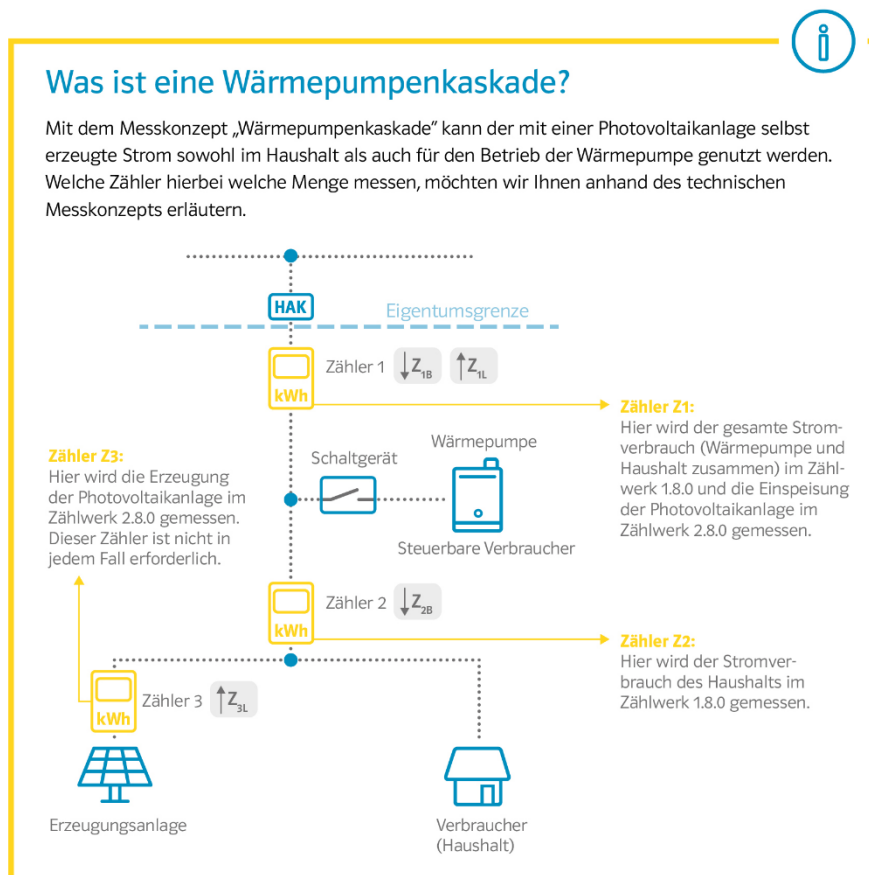 Was ist eine Wärmepumpenkaskade?
Mit dem Messkonzept „Wärmepumpenkaskade“ kann der mit einer Photovoltaikanlage selbst
erzeugte Strom sowohl im Haushalt als auch für den Betrieb der Wärmepumpe genutzt werden.
Welche Zähler hierbei welche Menge messen, möchten wir Ihnen anhand des technischen
Messkonzepts erläutern.
HAK
Eigentumsgrenze
Zähler 1 ↓Z1B ↑Z1L
kWh
Zähler Z1:
Hier wird der gesamte Strom-
verbrauch (Wärmepumpe und
Haushalt zusammen) im Zähl-
werk 1.8.0 und die Einspeisung
der Photovoltaikanlage im
Zählwerk 2.8.0 gemessen.
Zähler Z3:
Hier wird die Erzeugung
der Photovoltaikanlage im
Zählwerk 2.8.0 gemessen.
Dieser Zähler ist nicht in
jedem Fall erforderlich.
Schaltgerät
Wärmepumpe
Steuerbare Verbraucher
Zähler 2 ↓Z2B
kWh
Zähler Z2:
Hier wird der Stromver-
brauch des Haushalts im
Zählwerk 1.8.0 gemessen.
Zähler 3 ↑Z3L
kWh
Erzeugungsanlage
Verbraucher
(Haushalt)